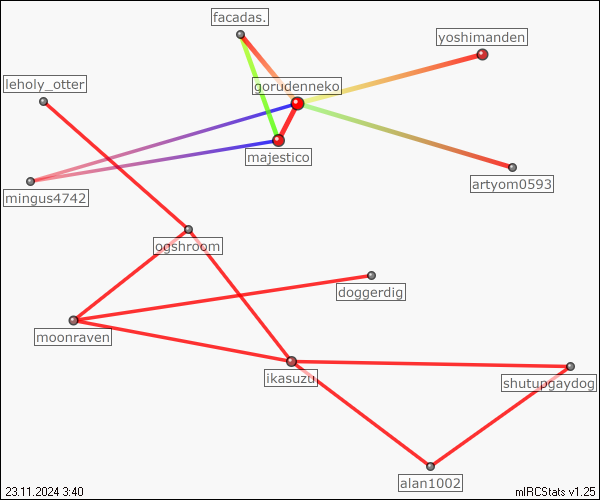 facadas.
yoshimanden
leholy_otter
gorudenneko
majestico
artyom0593
mingus4742
ogshroom
doggerdig
moonraven
ikasuzu
shutupgaydog
alan1002
23.11.2024 3:40
mIRCStats v1.25